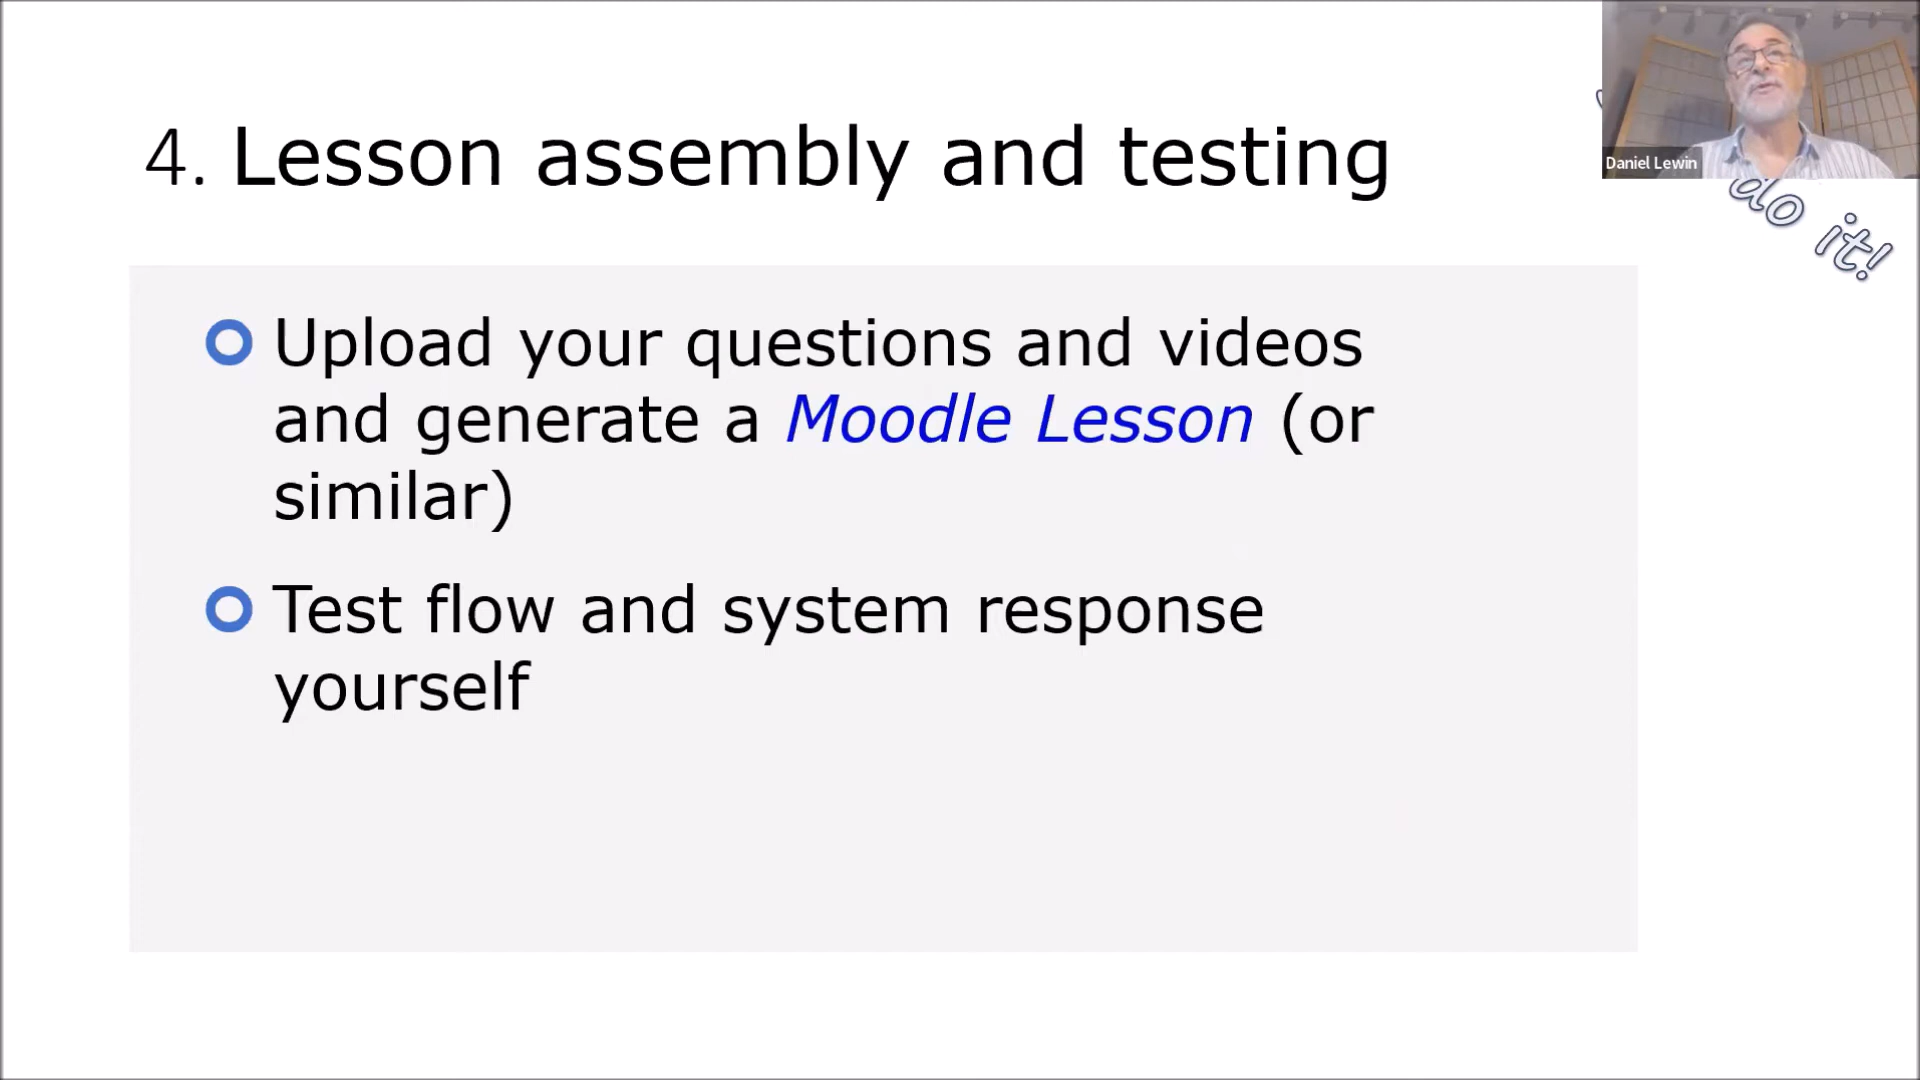 4. Lesson assembly and testing
Daniel Lewin
do it!
Upload your questions and videos
and generate a Moodle Lesson (or
similar)
Test flow and system response
yourself